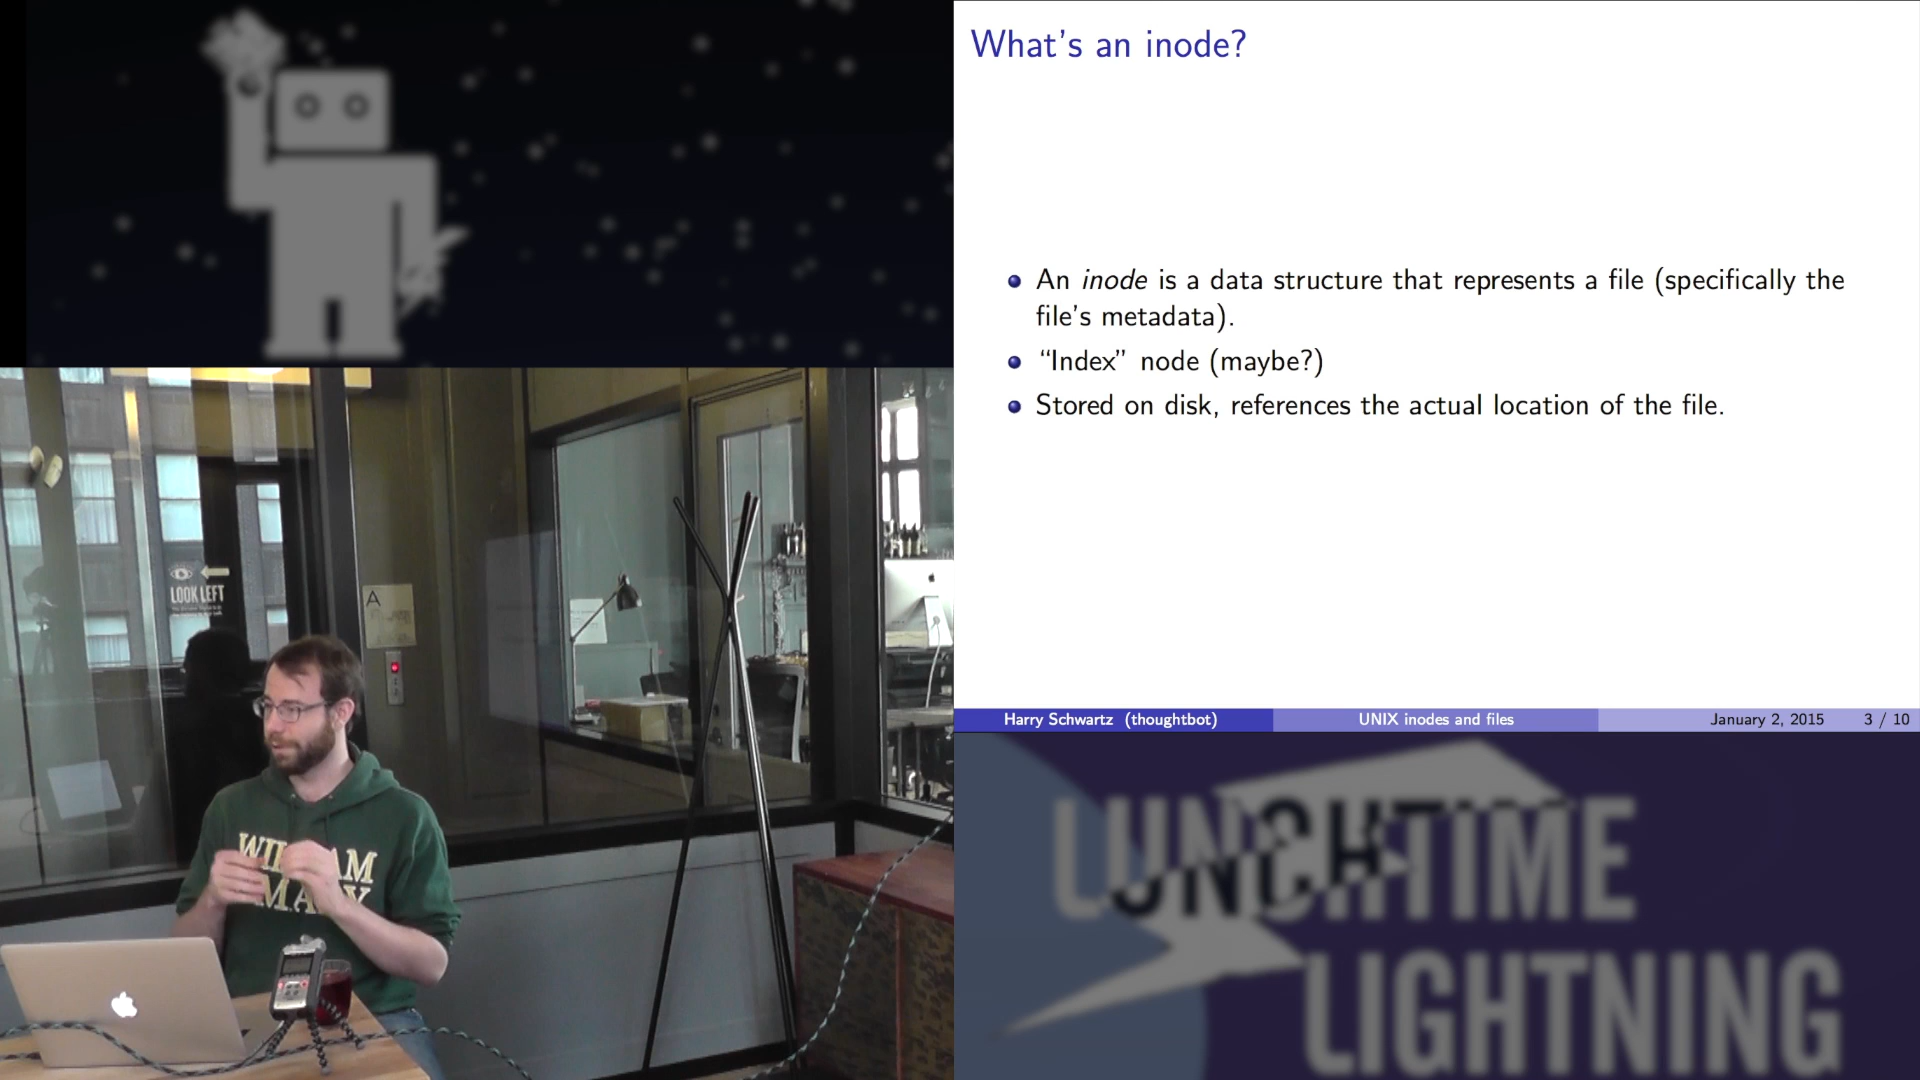 What's an inode?
An inode is a data structure that represents a file (specifically the
file's metadata).
“Index” node (maybe?)
Stored on disk, references the actual location of the file.
Harry Schwartz (thoughtbot)
UNIX inodes and files
January 2, 2015
3 / 10
LUNCHTIME
LIGHTNING
LOOK LEFT
A